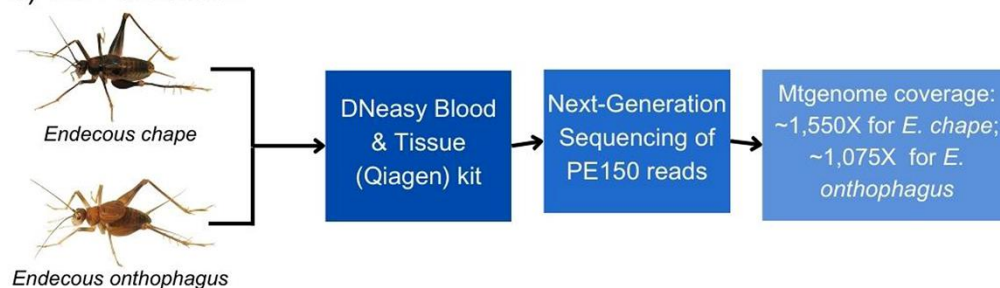 Endecous chape
Endecous onthophagus
DNeasy Blood
& Tissue
(Qiagen) kit
Next-Generation
Sequencing of
PE150 reads
Mtgenome coverage:
~1,550X for E. chape;
~1,075X for E.
onthophagus